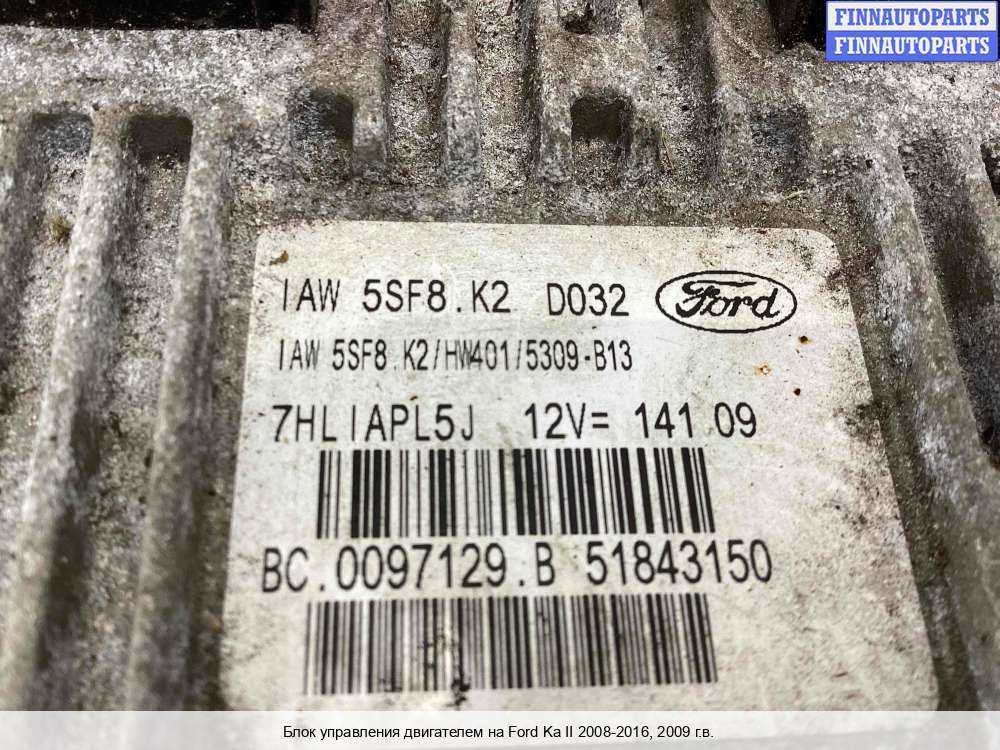 FINNAUTOPARTS
FINNAUTOPARTS
IAW 5SF8.K2 D032 Ford
IAW 5SF8.K2/HW401/5309-B13
7HLIAPL5J 12V= 141 09
BC.0097129.B 51843150
Блок управления двигателем на Ford Ka II 2008-2016, 2009 г.в.